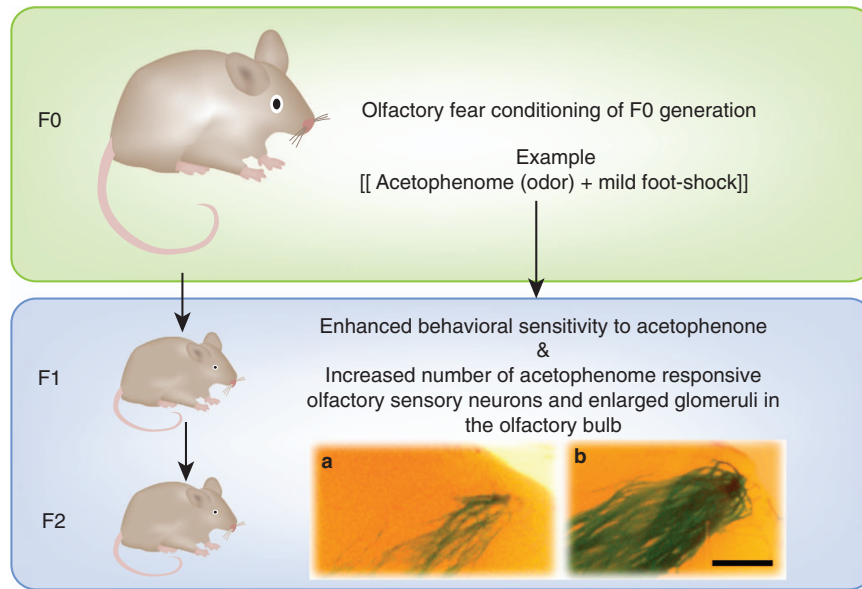 F0
Olfactory fear conditioning of F0 generation
Example
[[ Acetophenome (odor) + mild foot-shock]]
F1
Enhanced behavioral sensitivity to acetophenone
&
Increased number of acetophenome responsive
olfactory sensory neurons and enlarged glomeruli in
the olfactory bulb
a
b
F2